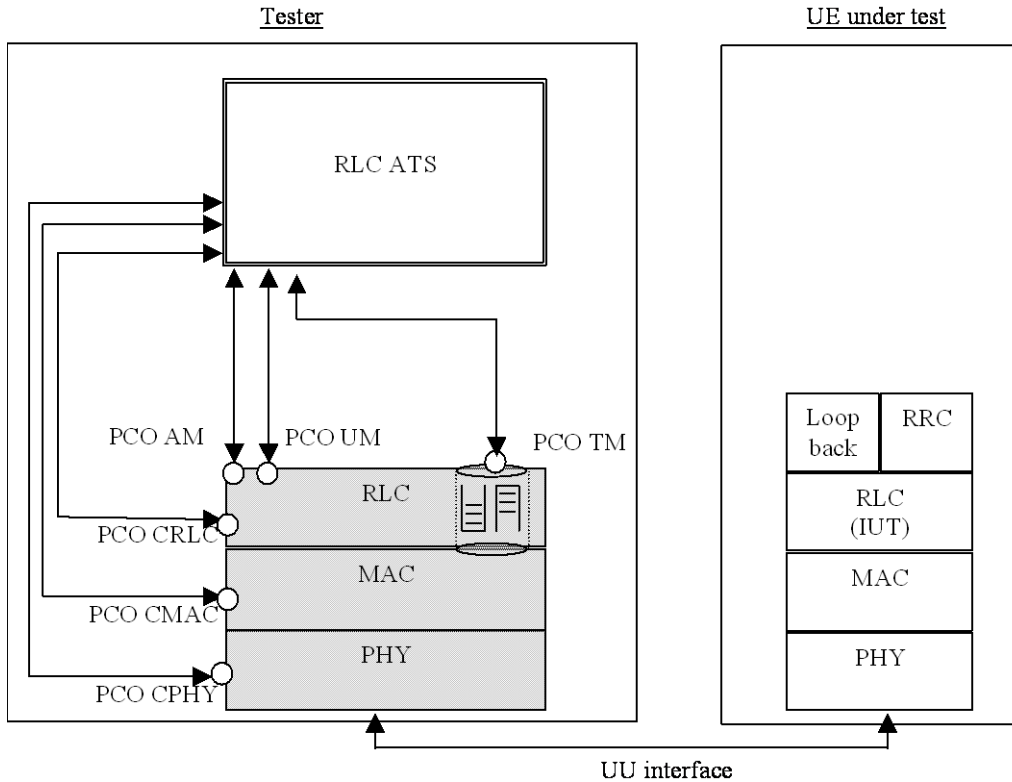 Tester
UE under test
RLC ATS
PCO AM
PCO UM
PCO TM
Loop
back
RRC
RLC
RLC
(IUT)
PCO CRLC
MAC
MAC
PCO CMAC
PHY
PHY
PCO CPHY
UU interface